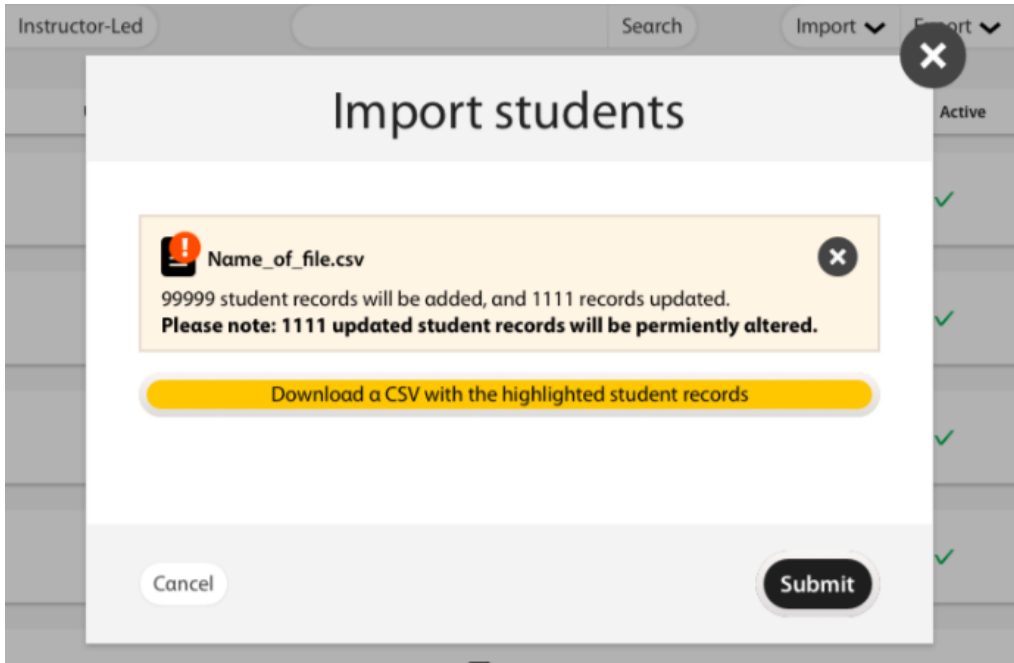 Instructor-Led
Search
Import
Import students
Active
Name_of_file.csv
99999 student records will be added, and 1111 records updated.
Please note: 1111 updated student records will be permiently altered.
Download a CSV with the highlighted student records
Cancel
Submit